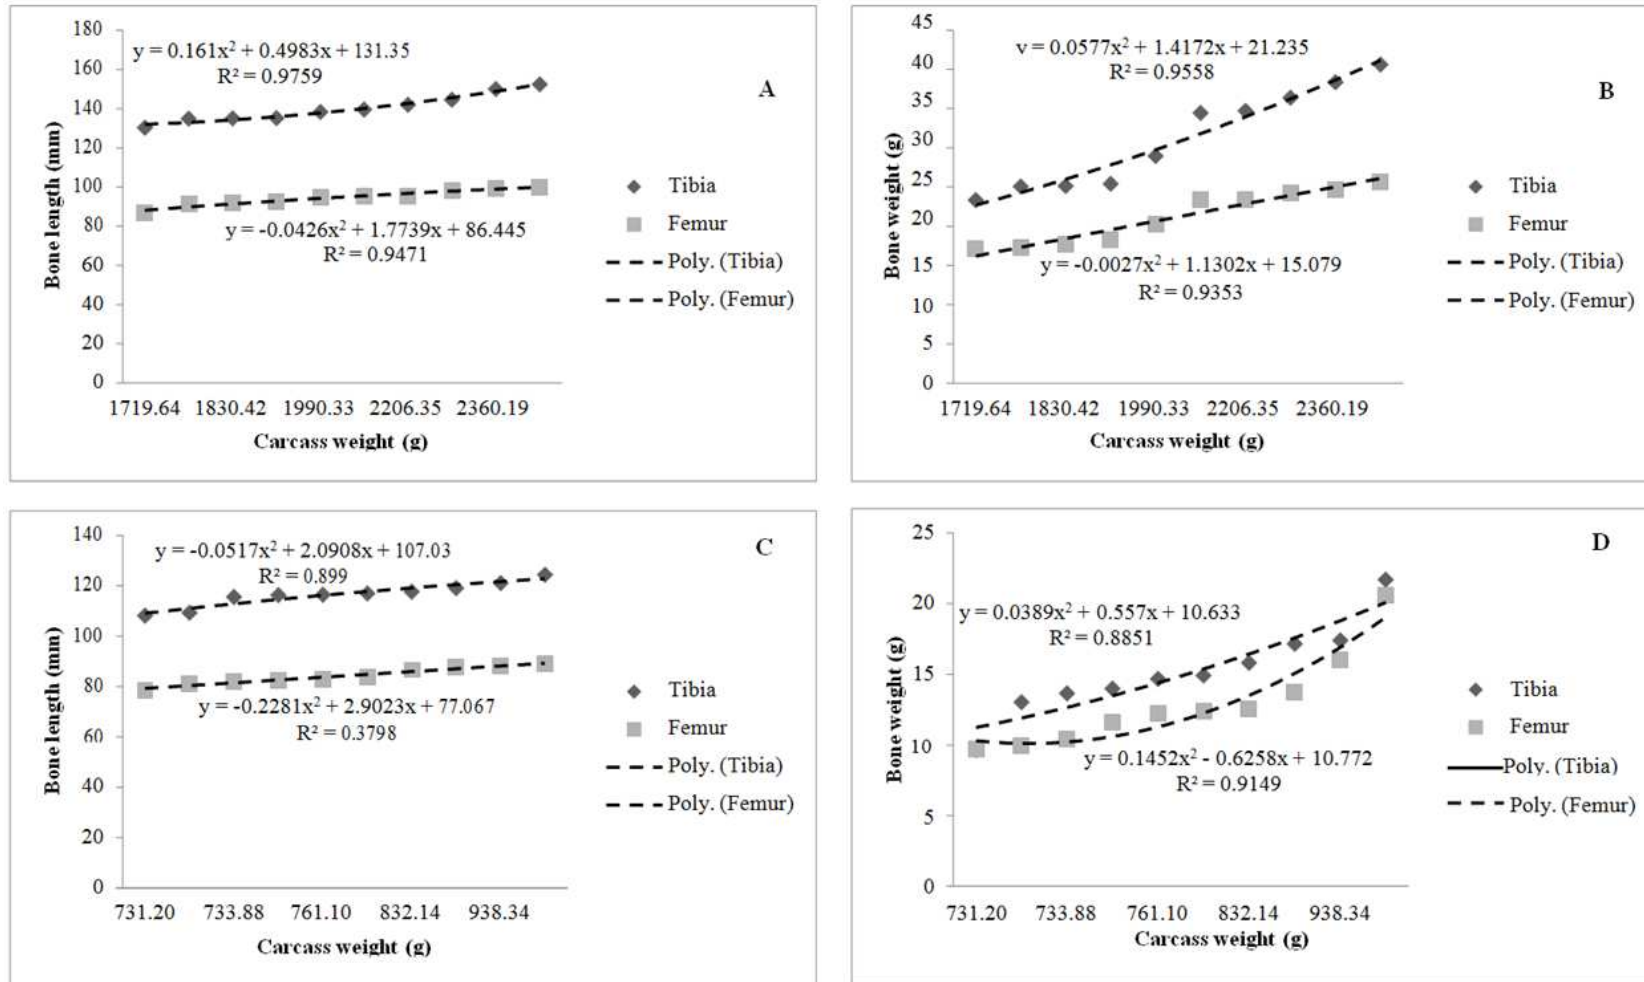 180
160
140
120
100
80
60
40
20
0
Bone length (mm)
y = 0.161x² + 0.4983x + 131.35
R² = 0.9759
A
y = -0.0426x² + 1.7739x + 86.445
R² = 0.9471
Tibia
Femur
Poly. (Tibia)
Poly. (Femur)
1719.64 1830.42 1990.33 2206.35 2360.19
Carcass weight (g)
45
40
35
30
25
20
15
10
5
0
Bone weight (g)
v = 0.0577x² + 1.4172x + 21.235
R² = 0.9558
B
y = -0.0027x² + 1.1302x + 15.079
R² = 0.9353
Tibia
Femur
Poly. (Tibia)
Poly. (Femur)
1719.64 1830.42 1990.33 2206.35 2360.19
Carcass weight (g)
140
120
100
80
60
40
20
0
Bone length (mm)
y = -0.0517x² + 2.0908x + 107.03
R² = 0.899
C
y = -0.2281x² + 2.9023x + 77.067
R² = 0.3798
Tibia
Femur
Poly. (Tibia)
Poly. (Femur)
731.20 733.88 761.10 832.14 938.34
Carcass weight (g)
25
20
15
10
5
0
Bone weight (g)
y = 0.0389x² + 0.557x + 10.633
R² = 0.8851
D
y = 0.1452x² - 0.6258x + 10.772
R² = 0.9149
Tibia
Femur
Poly. (Tibia)
Poly. (Femur)
731.20 733.88 761.10 832.14 938.34
Carcass weight (g)